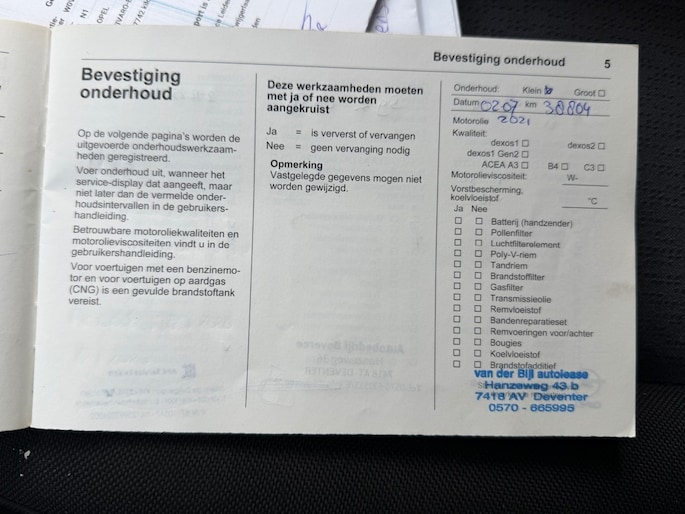 OPEL
N1
Bevestiging onderhoud 5
Bevestiging
onderhoud
Op de volgende pagina's worden de
uitgevoerde onderhoudswerkzaam-
heden geregistreerd.
Voer onderhoud uit, wanneer het
service-display dat aangeeft, maar
niet later dan de vermelde onder-
houdsintervallen in de gebruikers-
handleiding.
Betrouwbare motoroliekwaliteiten en
motorolieviscositeiten vindt u in de
gebruikershandleiding.
Voor voertuigen met een benzinemo-
tor en voor voertuigen op aardgas
(CNG) is een gevulde brandstoftank
vereist.
Deze werkzaamheden moeten
met ja of nee worden
aangekruist
Ja = is ververst of vervangen
Nee = geen vervanging nodig
Opmerking
Vastgelegde gegevens mogen niet
worden gewijzigd.
Onderhoud: Klein ☒ Groot ☐
Datum 0207 km 38804
Motorolie 2021
Kwaliteit:
dexos1 ☐ dexos2 ☐
dexos1 Gen2 ☐
ACEA A3 ☐ B4 ☐ C3 ☐
Motorolieviscositeit: W-
Vorstbescherming,
koelvloeistof °C
Ja Nee
☐ ☐ Batterij (handzender)
☐ ☐ Pollenfilter
☐ ☐ Luchtfilterelement
☐ ☐ Poly-V-riem
☐ ☐ Tandriem
☐ ☐ Brandstoffilter
☐ ☐ Gasfilter
☐ ☐ Transmissieolie
☐ ☐ Remvloeistof
☐ ☐ Bandenreparatieset
☐ ☐ Remvoeringen voor/achter
☐ ☐ Bougies
☐ ☐ Koelvloeistof
☐ ☐ Brandstofadditief
van der Bijl autolease
Hanzeweg 43 b
7418 AV Deventer
0570 - 665995